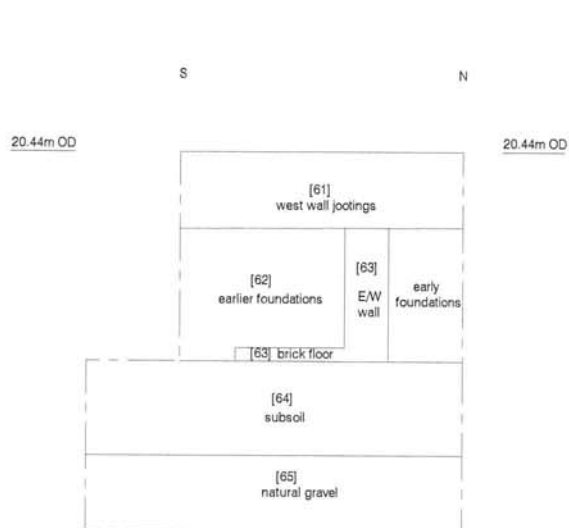 S
N
20.44m OD
20.44m OD
[61]
west wall jootings
[62]
earlier foundations
[63]
E/W
wall
early
foundations
[63] brick floor
[64]
subsoil
[65]
natural gravel